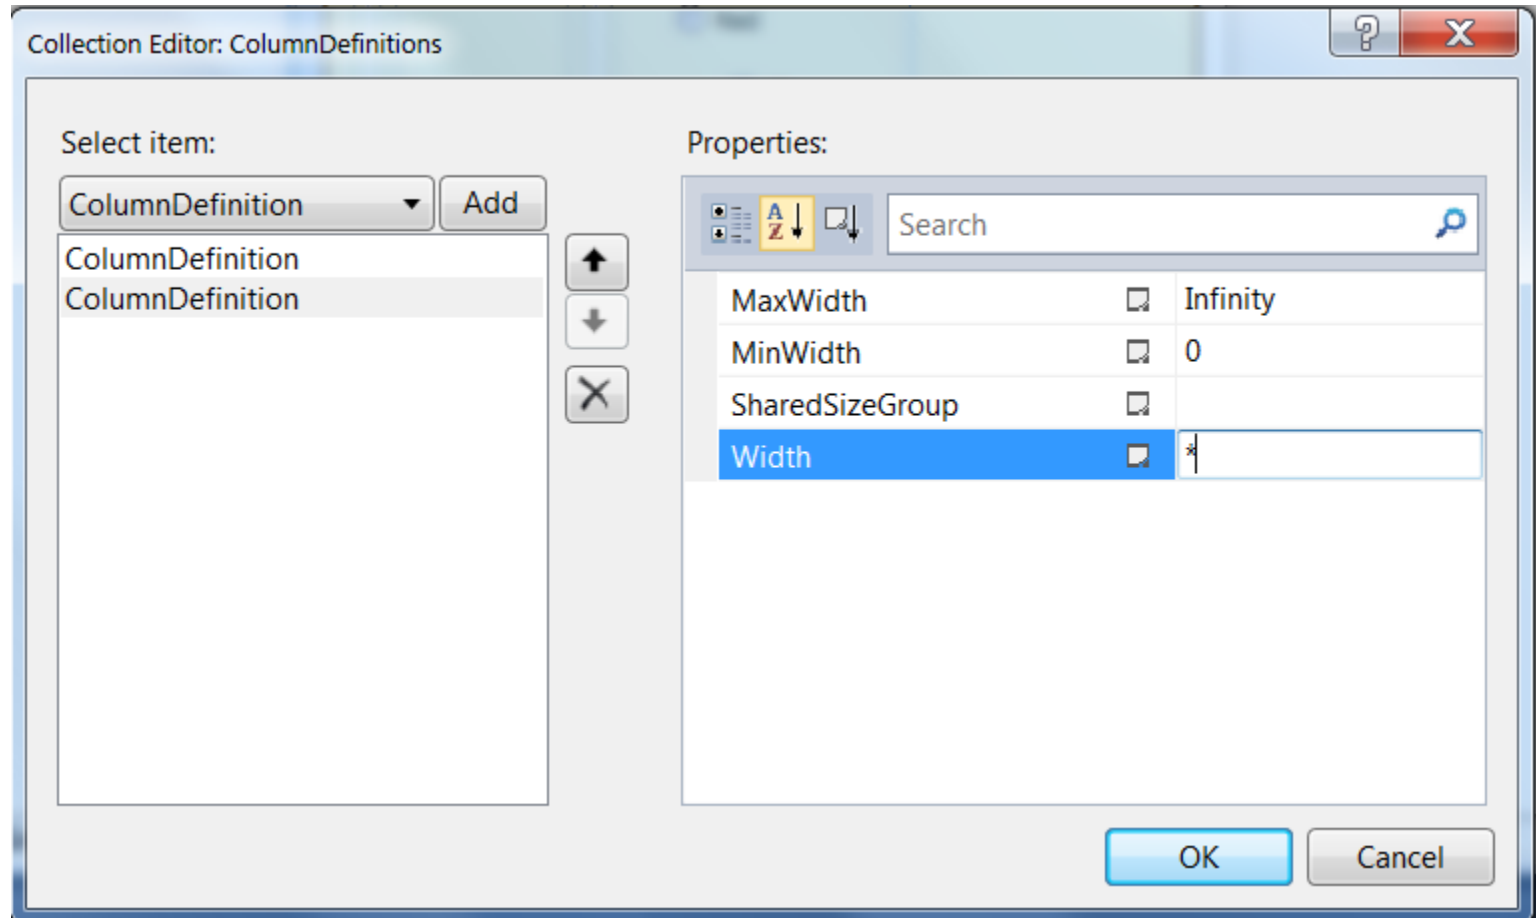 Collection Editor: ColumnDefinitions
Select item:
ColumnDefinition Add
ColumnDefinition
ColumnDefinition
Properties:
Search
MaxWidth Infinity
MinWidth 0
SharedSizeGroup
Width *
OK Cancel